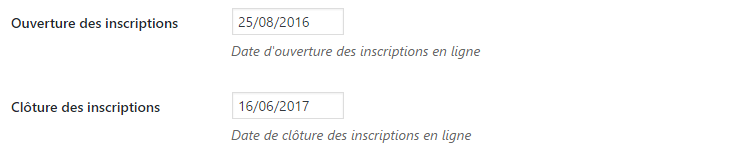 Ouverture des inscriptions 25/08/2016
Date d'ouverture des inscriptions en ligne
Clôture des inscriptions 16/06/2017
Date de clôture des inscriptions en ligne